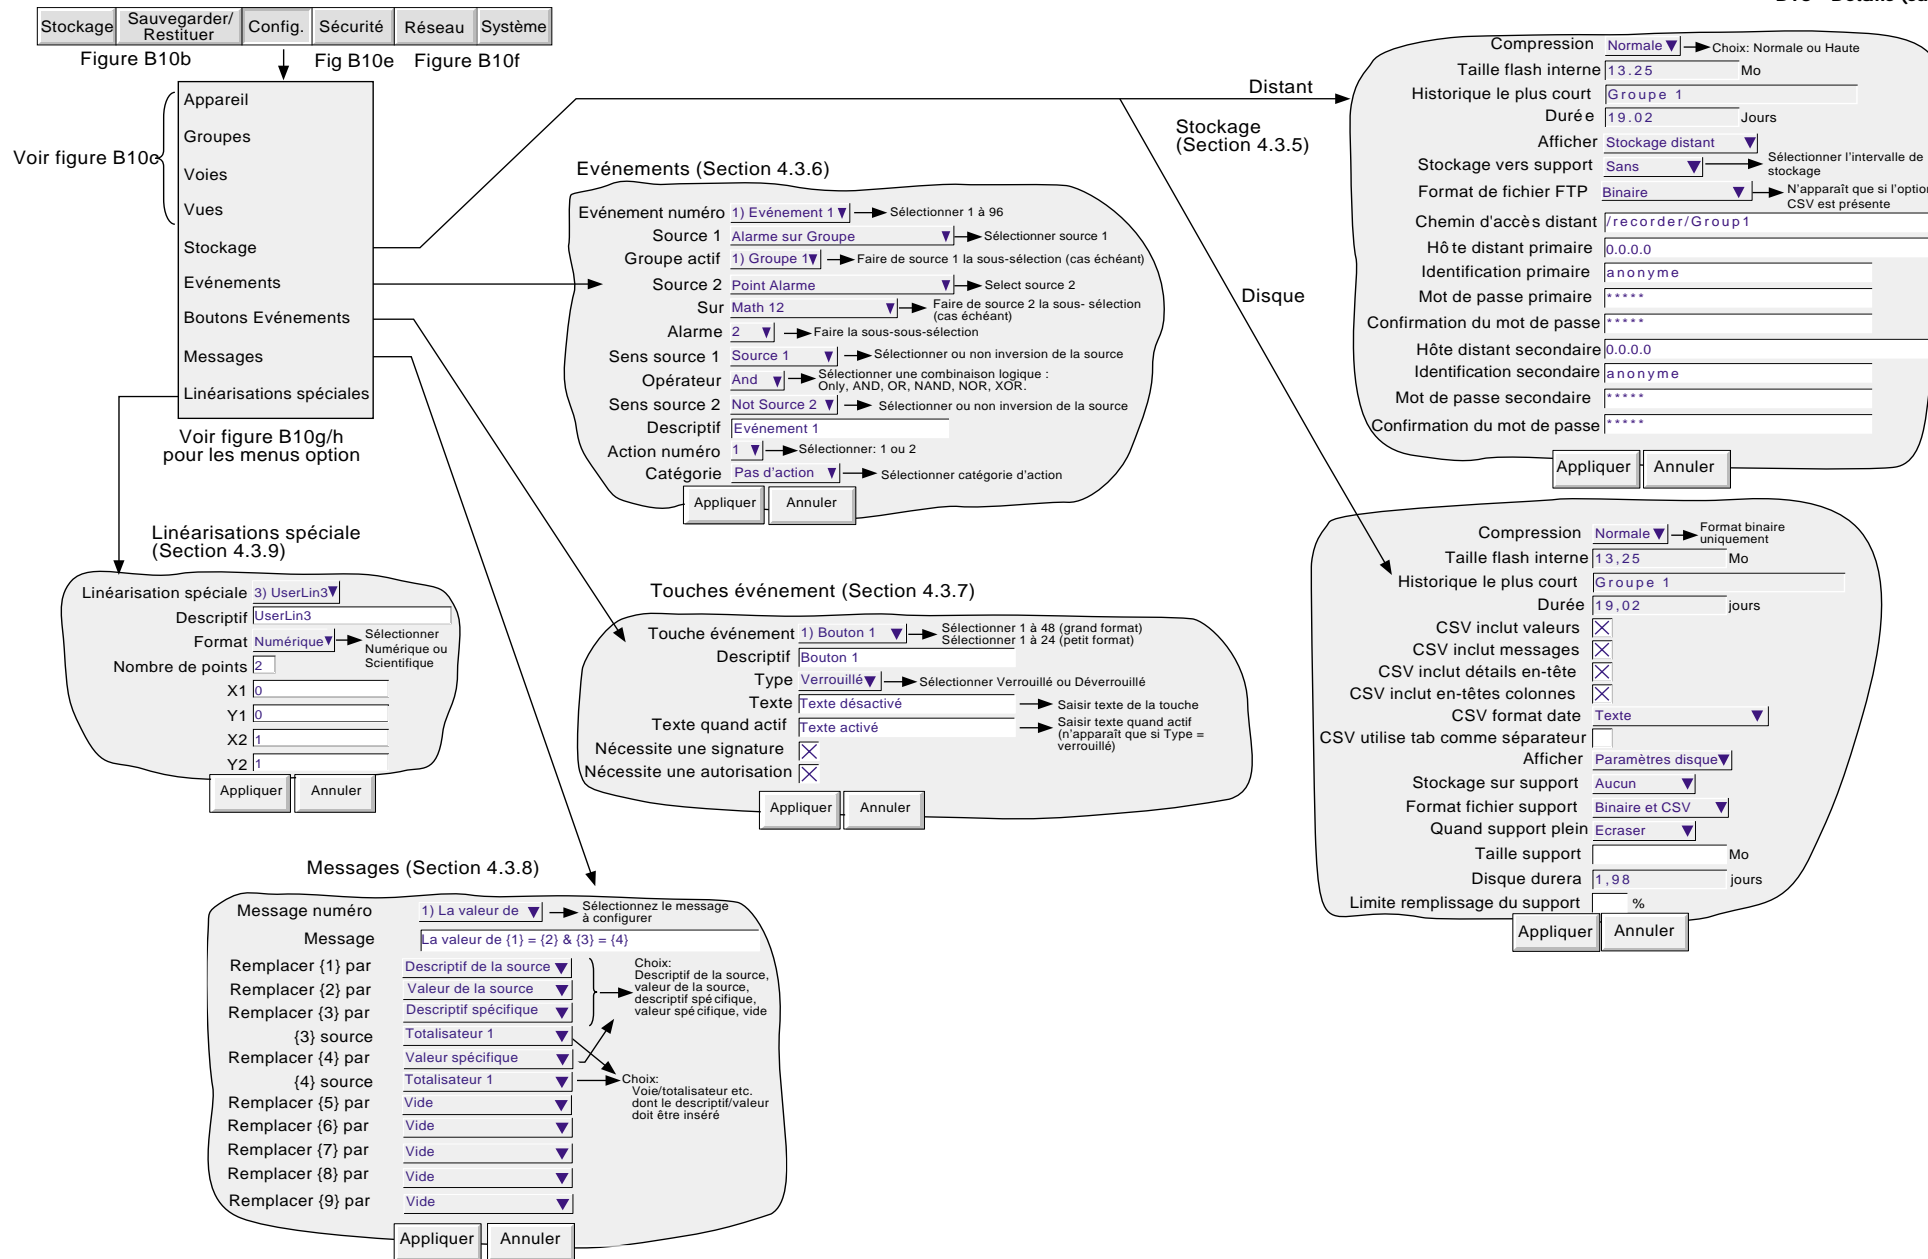 Stockage
Sauvegarder/
Restituer
Config.
Sécurité
Réseau
Système
Figure B10b
Fig B10e
Figure B10f
Appareil
Groupes
Voies
Vues
Voir figure B10c
Stockage
Evénements
Boutons Evénements
Messages
Linéarisations spéciales
Voir figure B10g/h
pour les menus option
Distant
Stockage
(Section 4.3.5)
Disque
Compression Normale Choix: Normale ou Haute
Taille flash interne 13.25 Mo
Historique le plus court Groupe 1
Durée 19.02 Jours
Afficher Stockage distant
Stockage vers support Sans Sélectionner l'intervalle de
stockage
Format de fichier FTP Binaire N'apparaît que si l'option
CSV est présente
Chemin d'accès distant /recorder/Group1
Hôte distant primaire 0.0.0.0
Identification primaire anonyme
Mot de passe primaire *****
Confirmation du mot de passe *****
Hôte distant secondaire 0.0.0.0
Identification secondaire anonyme
Mot de passe secondaire *****
Confirmation du mot de passe *****
Appliquer Annuler
Evénements (Section 4.3.6)
Evénement numéro 1) Evénement 1 Sélectionner 1 à 96
Source 1 Alarme sur Groupe Sélectionner source 1
Groupe actif 1) Groupe 1 Faire de source 1 la sous-sélection (cas échéant)
Source 2 Point Alarme Select source 2
Sur Math 12 Faire de source 2 la sous- sélection
(cas échéant)
Alarme 2 Faire la sous-sous-sélection
Sens source 1 Source 1 Sélectionner ou non inversion de la source
Opérateur And Sélectionner une combinaison logique :
Only, AND, OR, NAND, NOR, XOR.
Sens source 2 Not Source 2 Sélectionner ou non inversion de la source
Descriptif Evénement 1
Action numéro 1 Sélectionner: 1 ou 2
Catégorie Pas d'action Sélectionner catégorie d'action
Appliquer Annuler
Compression Normale Format binaire
uniquement
Taille flash interne 13,25 Mo
Historique le plus court Groupe 1
Durée 19,02 jours
CSV inclut valeurs
CSV inclut messages
CSV inclut détails en-tête
CSV inclut en-têtes colonnes
CSV format date Texte
CSV utilise tab comme séparateur
Afficher Paramètres disque
Stockage sur support Aucun
Format fichier support Binaire et CSV
Quand support plein Ecraser
Taille support Mo
Disque durera 1,98 jours
Limite remplissage du support %
Appliquer Annuler
Linéarisations spéciale
(Section 4.3.9)
Linéarisation spéciale 3) UserLin3
Descriptif UserLin3
Format Numérique Sélectionner
Numérique ou
Scientifique
Nombre de points 2
X1 0
Y1 0
X2 1
Y2 1
Appliquer Annuler
Touches événement (Section 4.3.7)
Touche événement 1) Bouton 1 Sélectionner 1 à 48 (grand format)
Sélectionner 1 à 24 (petit format)
Descriptif Bouton 1
Type Verrouillé Sélectionner Verrouillé ou Déverrouillé
Texte Texte désactivé Saisir texte de la touche
Texte quand actif Texte activé Saisir texte quand actif
(n'apparaît que si Type =
verrouillé)
Nécessite une signature
Nécessite une autorisation
Appliquer Annuler
Messages (Section 4.3.8)
Message numéro 1) La valeur de Sélectionnez le message
à configurer
Message La valeur de {1} = {2} & {3} = {4}
Remplacer {1} par Descriptif de la source
Remplacer {2} par Valeur de la source
Remplacer {3} par Descriptif spécifique
Choix:
Descriptif de la source,
valeur de la source,
descriptif spécifique,
valeur spécifique, vide
{3} source Totalisateur 1
Remplacer {4} par Valeur spécifique
{4} source Totalisateur 1
Choix:
Voie/totalisateur etc.
dont le descriptif/valeur
doit être inséré
Remplacer {5} par Vide
Remplacer {6} par Vide
Remplacer {7} par Vide
Remplacer {8} par Vide
Remplacer {9} par Vide
Appliquer Annuler